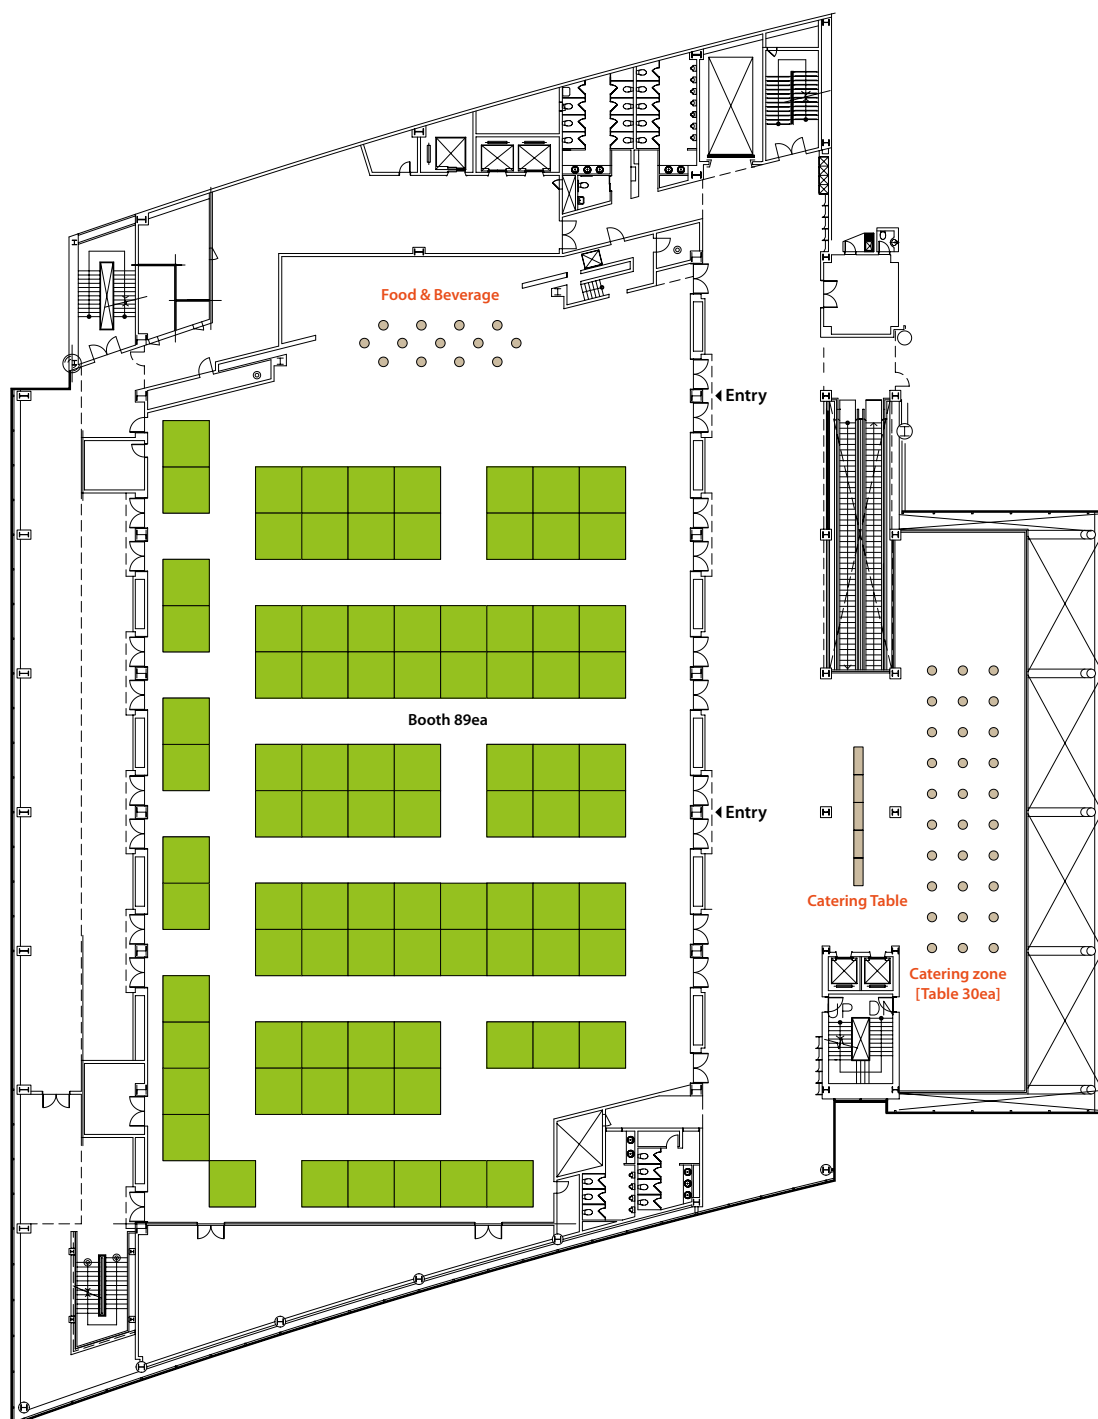 Food & Beverage
Entry
Booth 89ea
Entry
Catering Table
Catering zone
[Table 30ea]
UP DN